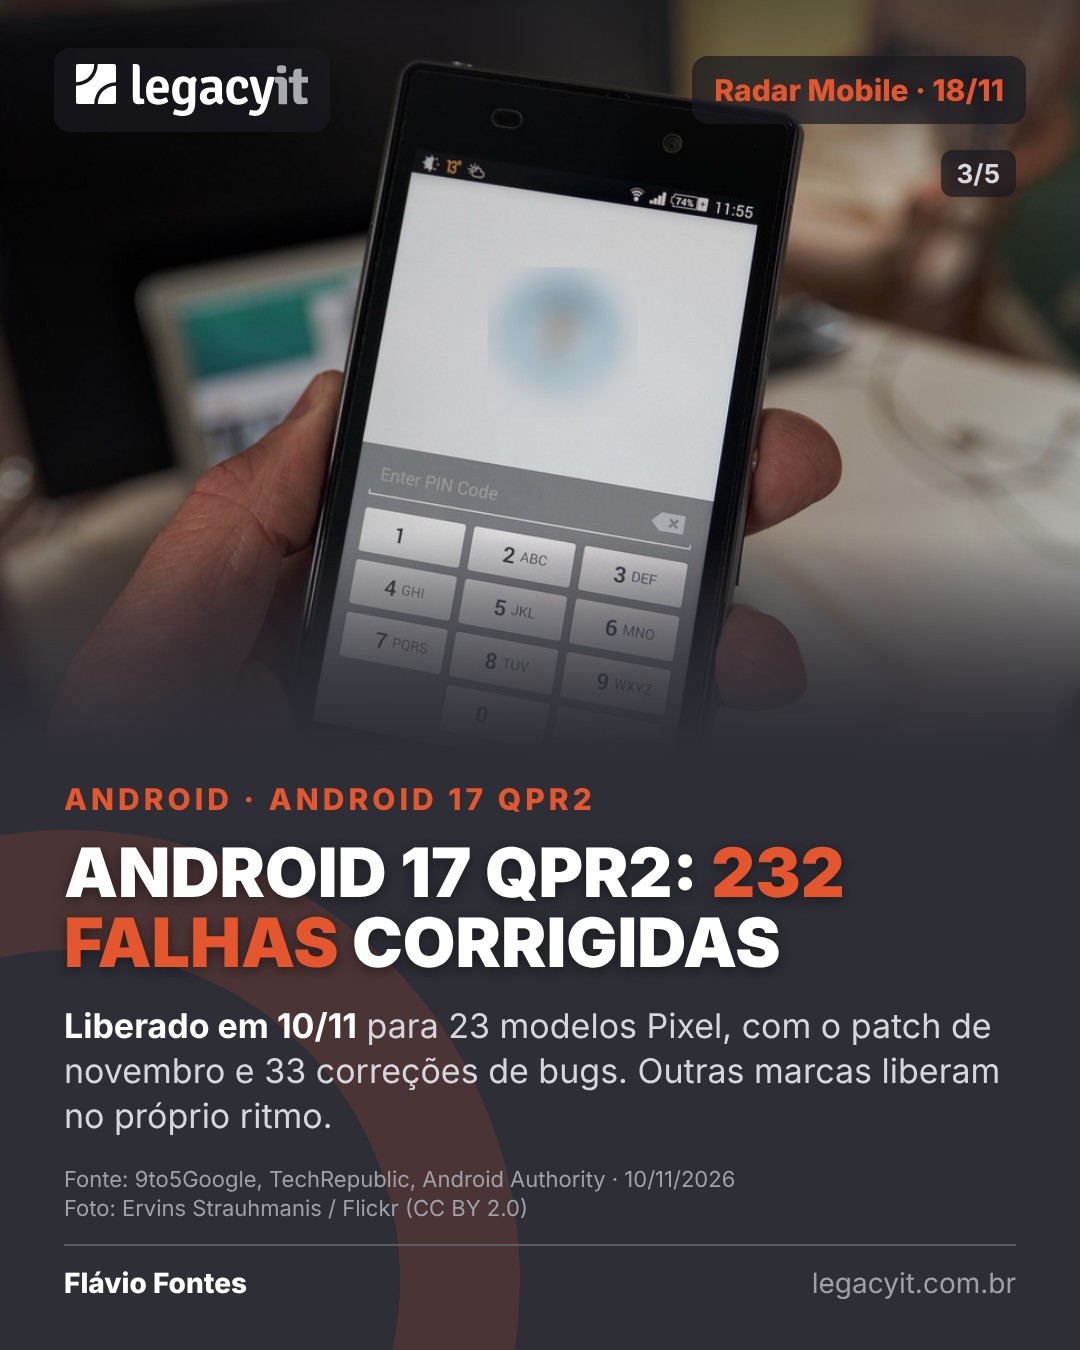 legacyit
Radar Mobile · 18/11
3/5
13°
74%
11:55
Enter PIN Code
1
2 ABC
3 DEF
4 GHI
5 JKL
6 MNO
7 PQRS
8 TUV
9 WXYZ
0
ANDROID · ANDROID 17 QPR2
ANDROID 17 QPR2: 232
FALHAS CORRIGIDAS
Liberado em 10/11 para 23 modelos Pixel, com o patch de
novembro e 33 correções de bugs. Outras marcas liberam
no próprio ritmo.
Fonte: 9to5Google, TechRepublic, Android Authority · 10/11/2026
Foto: Ervins Strauhmanis / Flickr (CC BY 2.0)
Flávio Fontes
legacyit.com.br